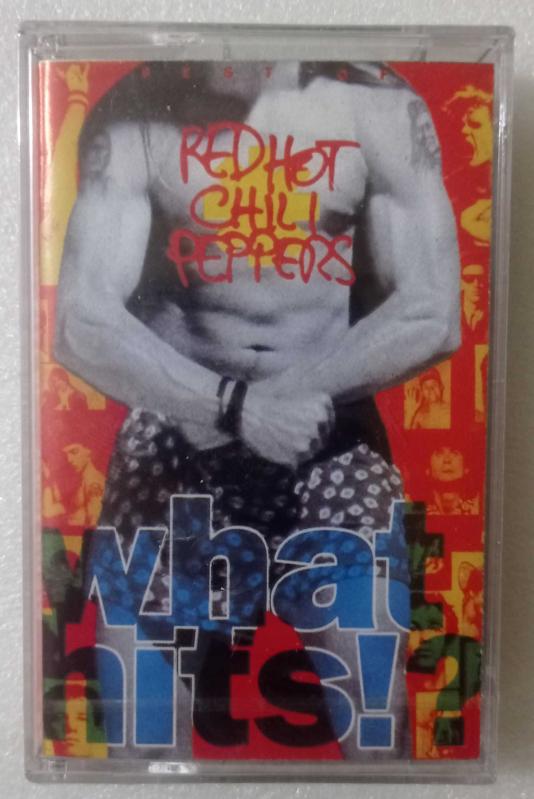 BEST OF
RED HOT
CHILI
PEPPERS
what
hits!?